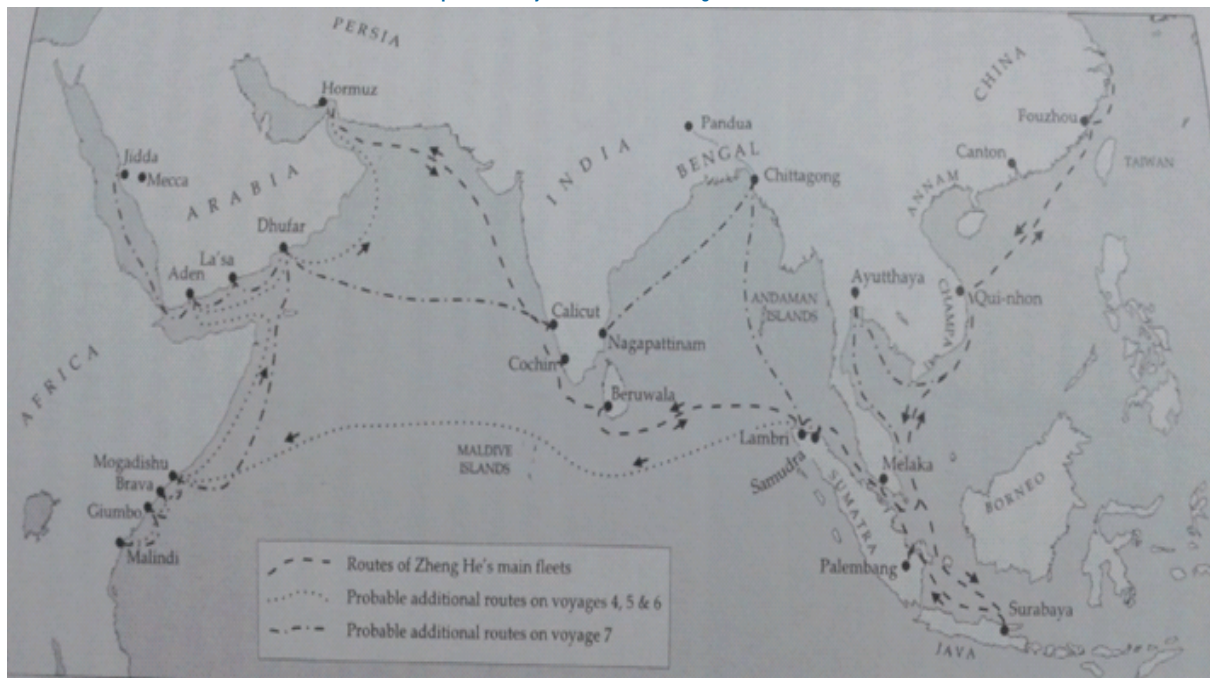 PERSIA
CHINA
Hormuz
Fouzhou
Pandua
INDIA
BENGAL
Canton
TAIWAN
Jidda
Mecca
Chittagong
ANNAM
ARABIA
Dhufar
La'sa
Aden
Ayutthaya
CHAMPA
Qui-nhon
ANDAMAN
ISLANDS
Calicut
Nagapattinam
Cochin
AFRICA
Beruwala
Lambri
MALDIVE
ISLANDS
Samudra
Melaka
Mogadishu
Brava
Giumbo
SUMATRA
BORNEO
Malindi
Palembang
Surabaya
JAVA
Routes of Zheng He's main fleets
Probable additional routes on voyages 4, 5 & 6
Probable additional routes on voyage 7